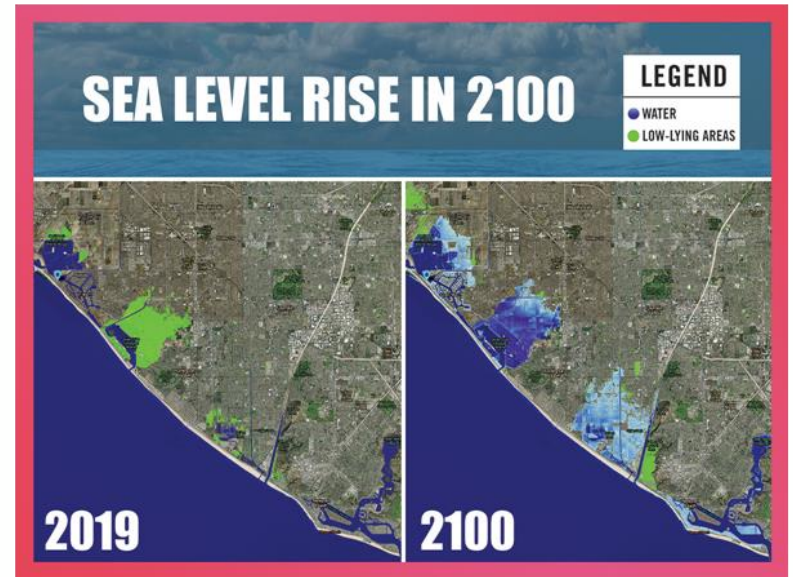 SEA LEVEL RISE IN 2100
LEGEND
WATER
LOW-LYING AREAS
2019
2100